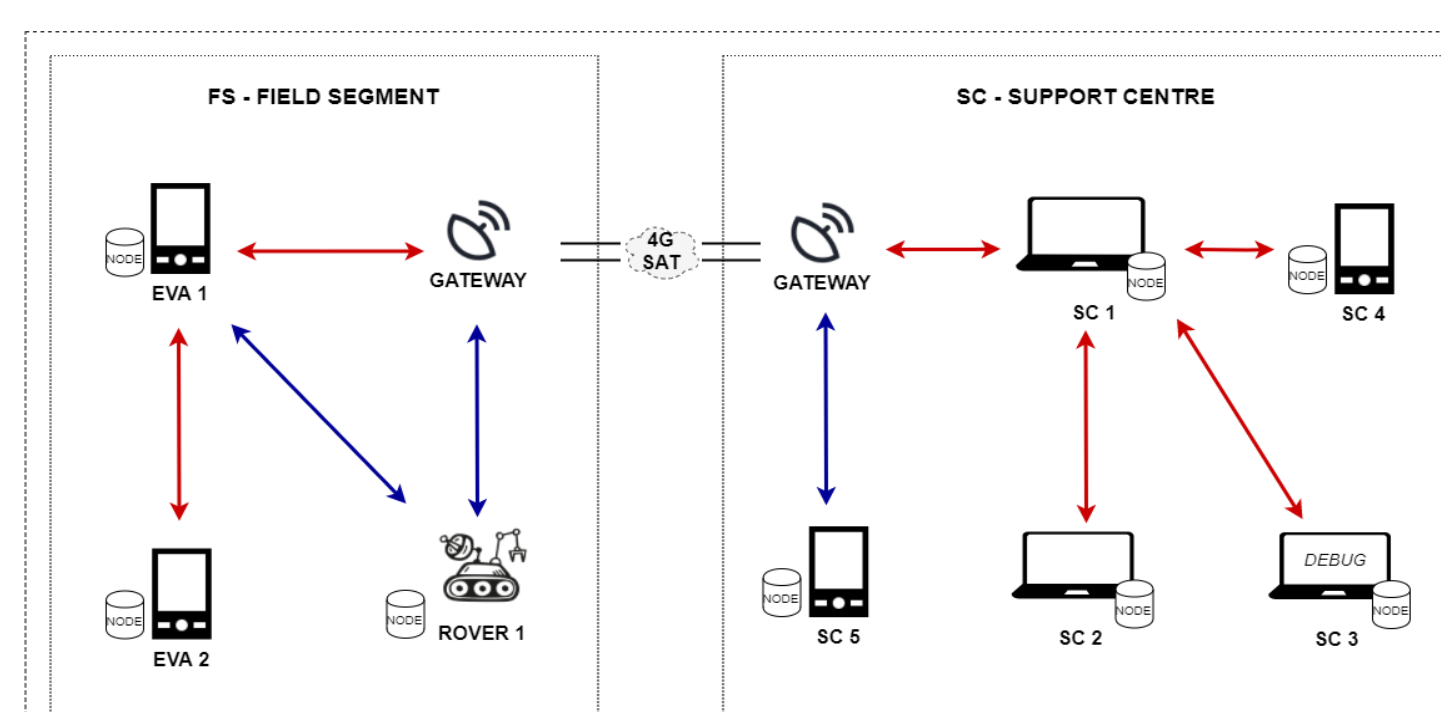 FS - FIELD SEGMENT
SC - SUPPORT CENTRE
NODE
EVA 1
GATEWAY
4G
SAT
GATEWAY
NODE
SC 1
NODE
SC 4
NODE
EVA 2
NODE
ROVER 1
NODE
SC 5
NODE
SC 2
DEBUG
NODE
SC 3